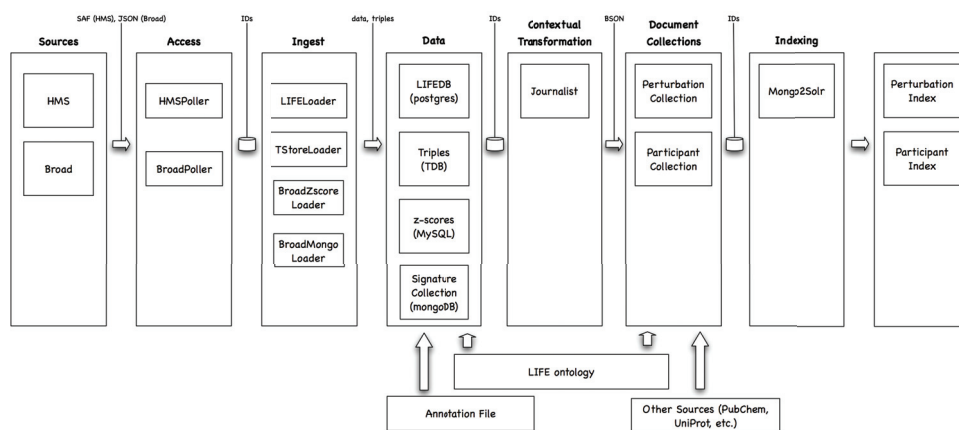 SAF (HMS), JSON (Broad)
IDs
data, triples
IDs
BSON
IDs
Sources
Access
Ingest
Data
Contextual
Transformation
Document
Collections
Indexing
HMS
Broad
HMSPoller
BroadPoller
LIFELoader
TStoreLoader
BroadZscore
Loader
BroadMongo
Loader
LIFEDB
(postgres)
Triples
(TDB)
z-scores
(MySQL)
Signature
Collection
(mongoDB)
Journalist
Perturbation
Collection
Participant
Collection
Mongo2Solr
Perturbation
Index
Participant
Index
LIFE ontology
Annotation File
Other Sources (PubChem,
UniProt, etc.)